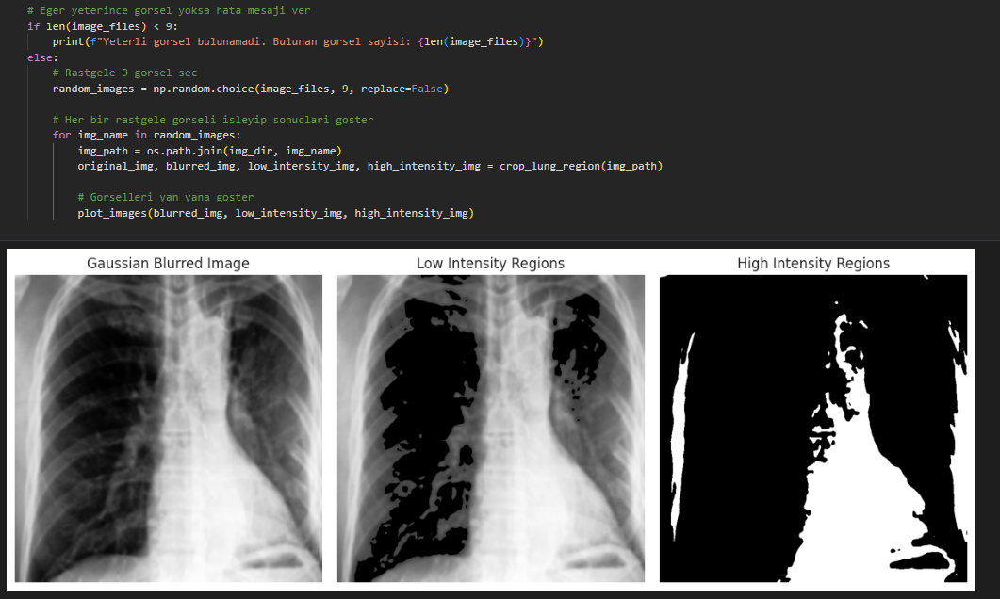 # Eger yeterince gorsel yoksa hata mesaji ver
if len(image_files) < 9:
    print(f"Yeterli gorsel bulunamadi. Bulunan gorsel sayisi: {len(image_files)}")
else:
    # Rastgele 9 gorsel sec
    random_images = np.random.choice(image_files, 9, replace=False)
    # Her bir rastgele gorseli isleyip sonuclari goster
    for img_name in random_images:
        img_path = os.path.join(img_dir, img_name)
        original_img, blurred_img, low_intensity_img, high_intensity_img = crop_lung_region(img_path)
        # Gorselleri yan yana goster
        plot_images(blurred_img, low_intensity_img, high_intensity_img)
Gaussian Blurred Image
Low Intensity Regions
High Intensity Regions